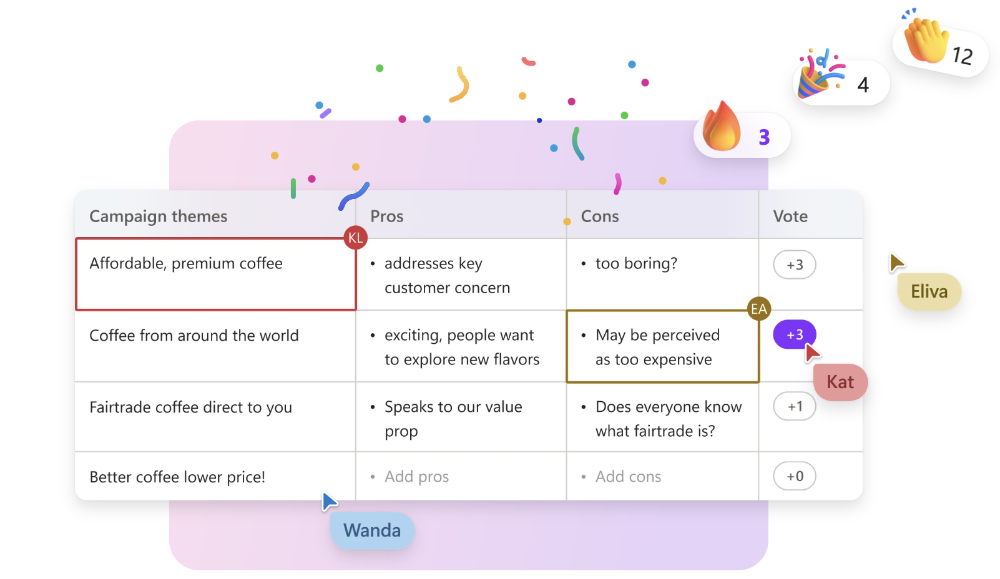 12
4
3
Campaign themes
Pros
Cons
Vote
KL
Affordable, premium coffee
• addresses key
customer concern
• too boring?
+3
Eliva
EA
Coffee from around the world
• exciting, people want
to explore new flavors
• May be perceived
as too expensive
+3
Kat
Fairtrade coffee direct to you
• Speaks to our value
prop
• Does everyone know
what fairtrade is?
+1
Better coffee lower price!
• Add pros
• Add cons
+0
Wanda